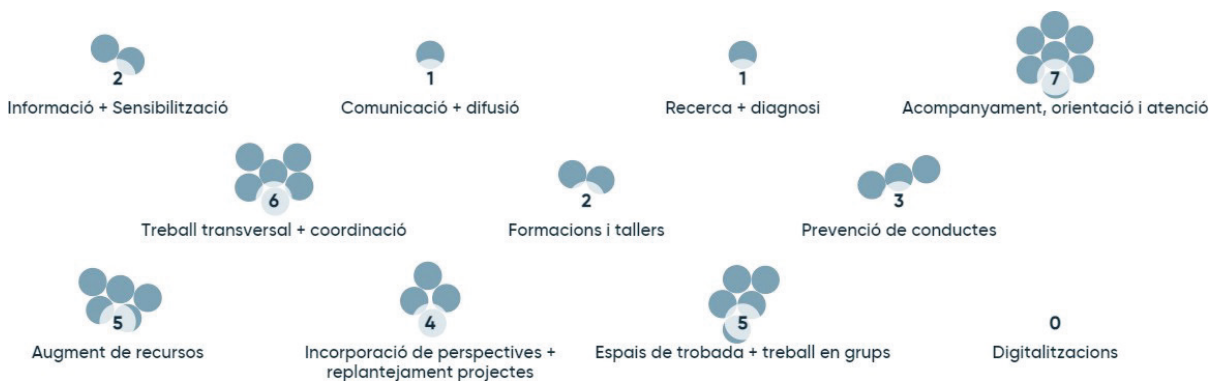 2
Informació + Sensibilització
1
Comunicació + difusió
1
Recerca + diagnosi
7
Acompanyament, orientació i atenció
6
Treball transversal + coordinació
2
Formacions i tallers
3
Prevenció de conductes
5
Augment de recursos
4
Incorporació de perspectives +
replantejament projectes
5
Espais de trobada + treball en grups
0
Digitalitzacions